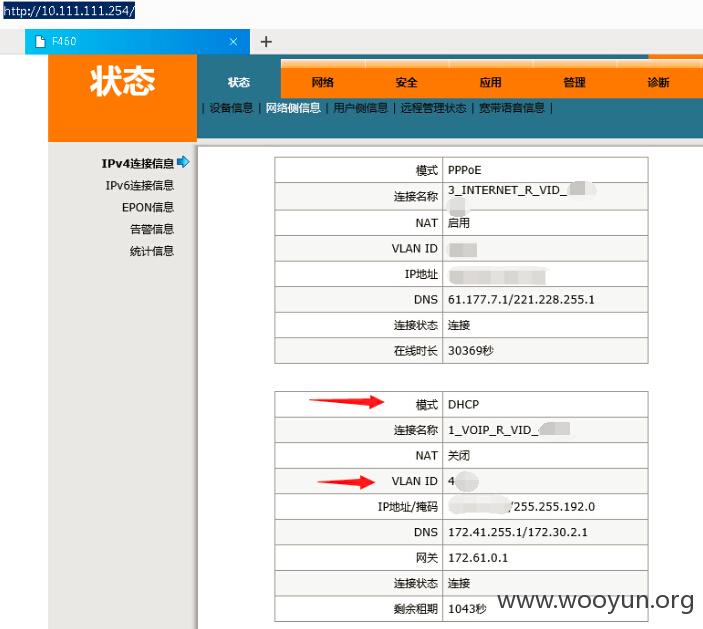 http://10.111.111.254/
F460
状态
状态 网络 安全 应用 管理 诊断
| 设备信息 | 网络侧信息 | 用户侧信息 | 远程管理状态 | 宽带语音信息 |
IPv4连接信息
IPv6连接信息
EPON信息
告警信息
统计信息
模式 PPPoE
连接名称 3_INTERNET_R_VID_
NAT 启用
VLAN ID
IP地址
DNS 61.177.7.1/221.228.255.1
连接状态 连接
在线时长 30369秒
模式 DHCP
连接名称 1_VOIP_R_VID_
NAT 关闭
VLAN ID 4
IP地址/掩码 /255.255.192.0
DNS 172.41.255.1/172.30.2.1
网关 172.61.0.1
连接状态 连接
剩余租期 1043秒
www.wooyun.org